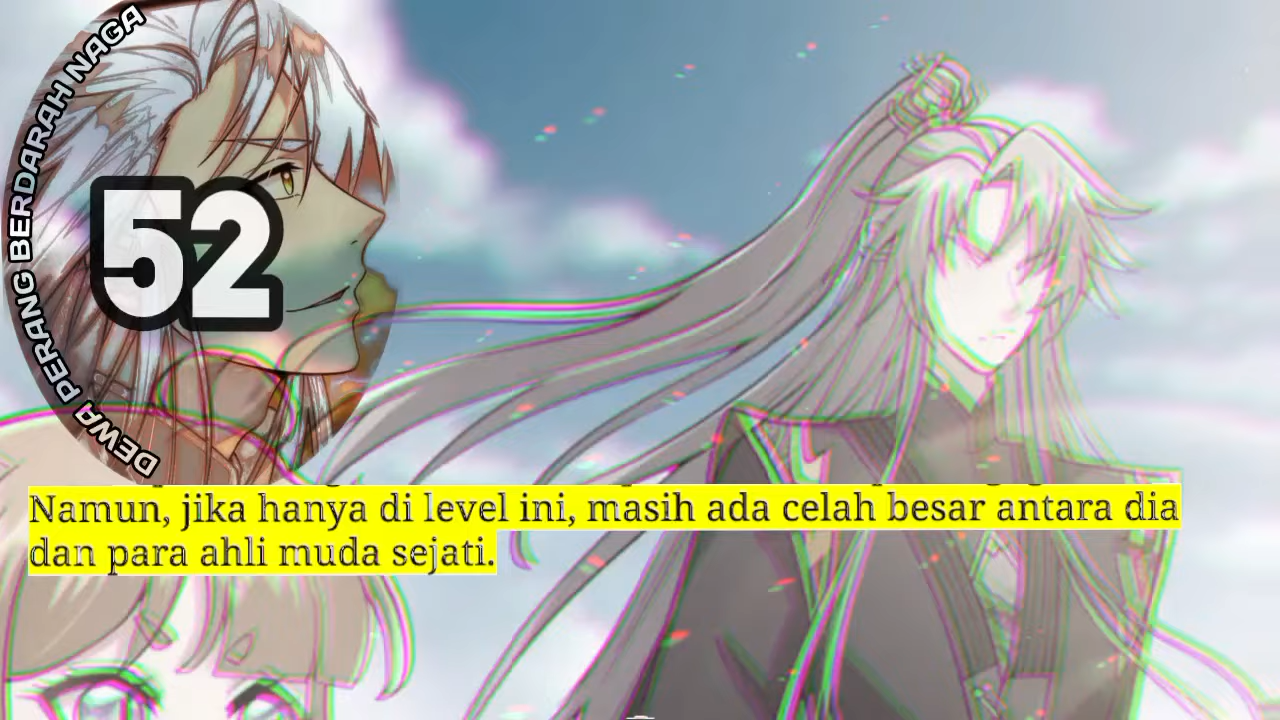 DEWA PERANG BERDARAH NAGA
52
Namun, jika hanya di level ini, masih ada celah besar antara dia
dan para ahli muda sejati.